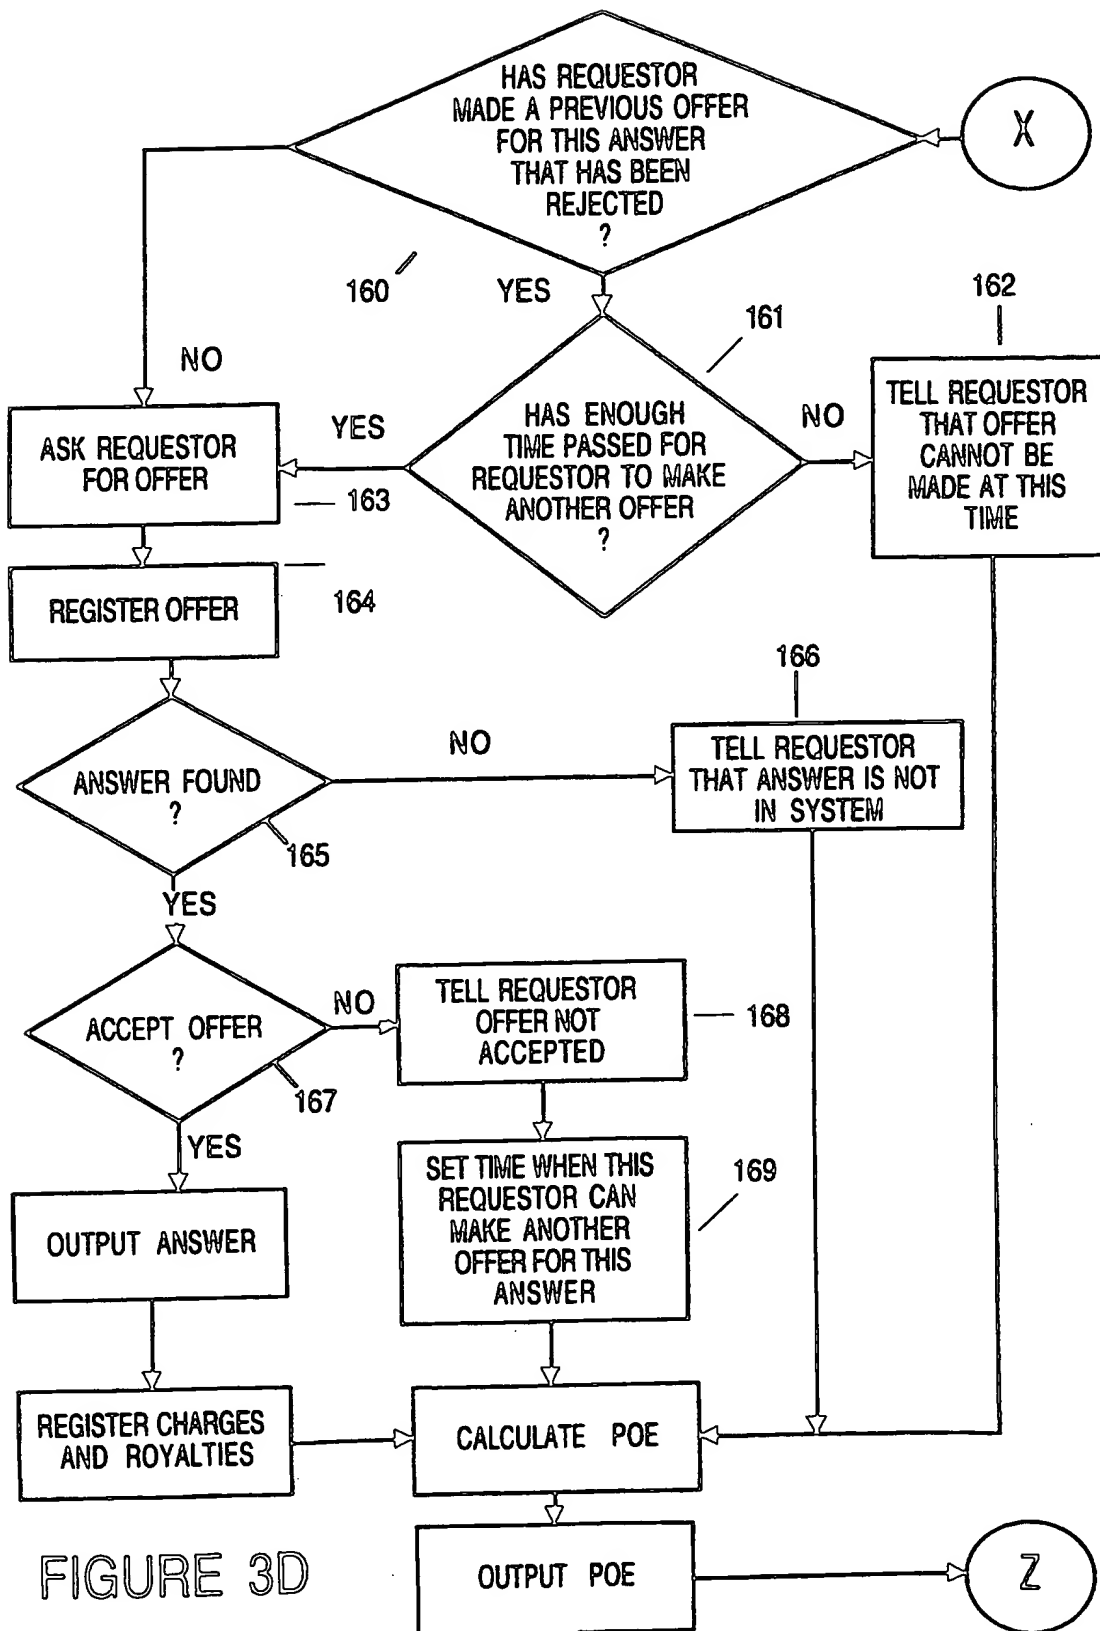 HAS REQUESTOR
MADE A PREVIOUS OFFER
FOR THIS ANSWER
THAT HAS BEEN
REJECTED
?
X
160
YES
161
162
NO
ASK REQUESTOR
FOR OFFER
163
YES
HAS ENOUGH
TIME PASSED FOR
REQUESTOR TO MAKE
ANOTHER OFFER
?
NO
TELL REQUESTOR
THAT OFFER
CANNOT BE
MADE AT THIS
TIME
REGISTER OFFER
164
ANSWER FOUND
?
165
NO
166
TELL REQUESTOR
THAT ANSWER IS NOT
IN SYSTEM
YES
ACCEPT OFFER
?
167
NO
TELL REQUESTOR
OFFER NOT
ACCEPTED
168
YES
SET TIME WHEN THIS
REQUESTOR CAN
MAKE ANOTHER
OFFER FOR THIS
ANSWER
169
OUTPUT ANSWER
REGISTER CHARGES
AND ROYALTIES
CALCULATE POE
OUTPUT POE
Z
FIGURE 3D